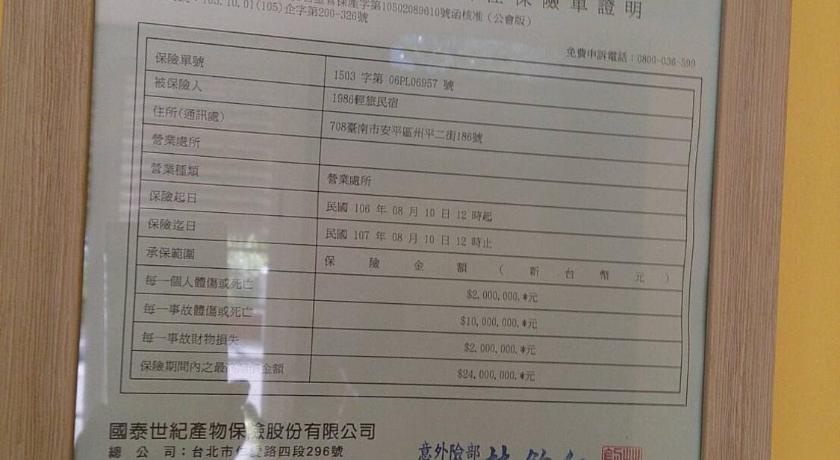 險單證明
103.10.01(105)企字第200-326號
保產字第10502089610號函核准(公會版)
免費申訴電話:0800-036-599
保險單號 1503 字第 06PL06957 號
被保險人 1986輕旅民宿
住所(通訊處) 708臺南市安平區州平二街186號
營業處所
營業種類 營業處所
保險起日 民國 106 年 08 月 10 日 12 時起
保險迄日 民國 107 年 08 月 10 日 12 時止
承保範圍 保 險 金 額 ( 新 台 幣 元 )
每一個人體傷或死亡 $2,000,000.*元
每一事故體傷或死亡 $10,000,000.*元
每一事故財物損失 $2,000,000.*元
保險期間內之最高賠償金額 $24,000,000.*元
國泰世紀產物保險股份有限公司
總 公 司:台北市仁愛路四段296號
意外險部